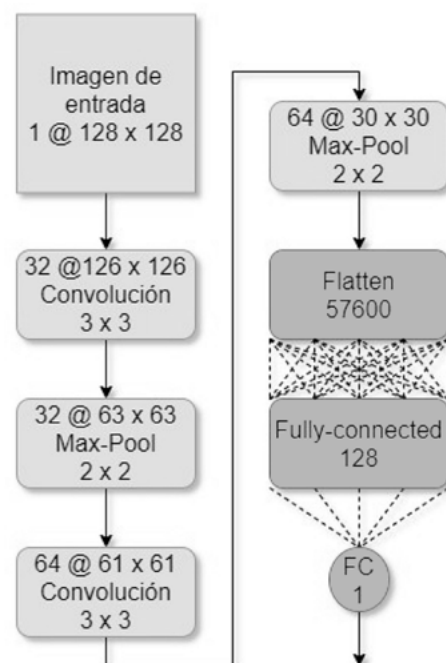 Imagen de
entrada
1 @ 128 x 128
32 @126 x 126
Convolución
3 x 3
32 @ 63 x 63
Max-Pool
2 x 2
64 @ 61 x 61
Convolución
3 x 3
64 @ 30 x 30
Max-Pool
2 x 2
Flatten
57600
Fully-connected
128
FC
1